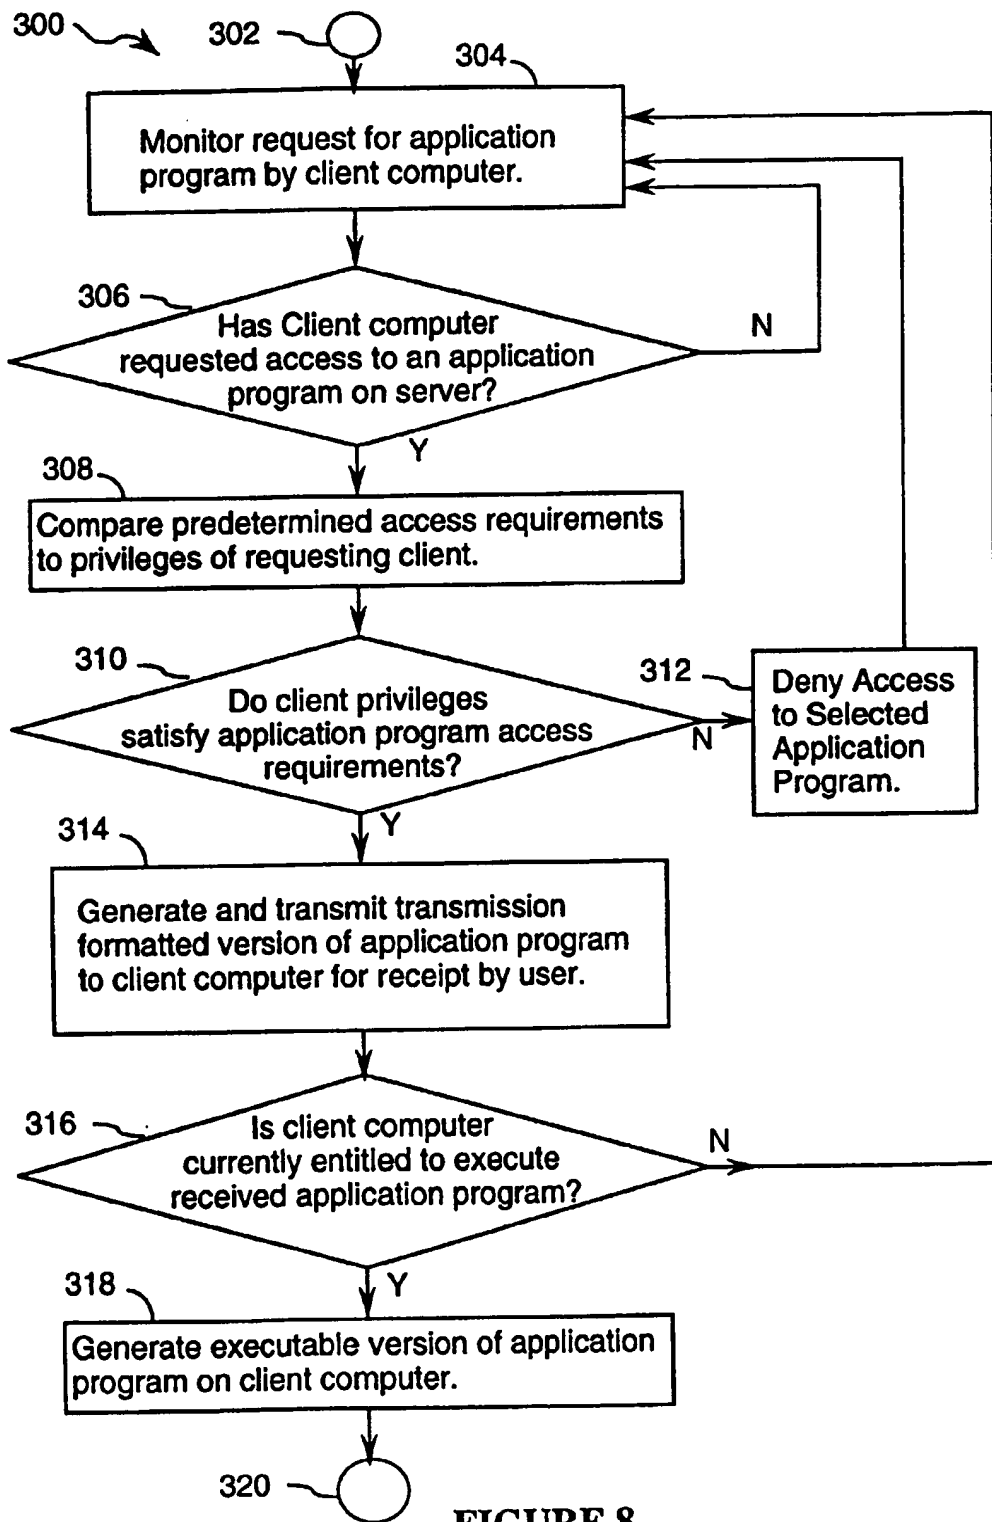 300
302
304
Monitor request for application
program by client computer.
306
Has Client computer
requested access to an application
program on server?
N
Y
308
Compare predetermined access requirements
to privileges of requesting client.
310
Do client privileges
satisfy application program access
requirements?
N
312
Deny Access
to Selected
Application
Program.
Y
314
Generate and transmit transmission
formatted version of application program
to client computer for receipt by user.
316
Is client computer
currently entitled to execute
received application program?
N
Y
318
Generate executable version of application
program on client computer.
320
FIGURE 8